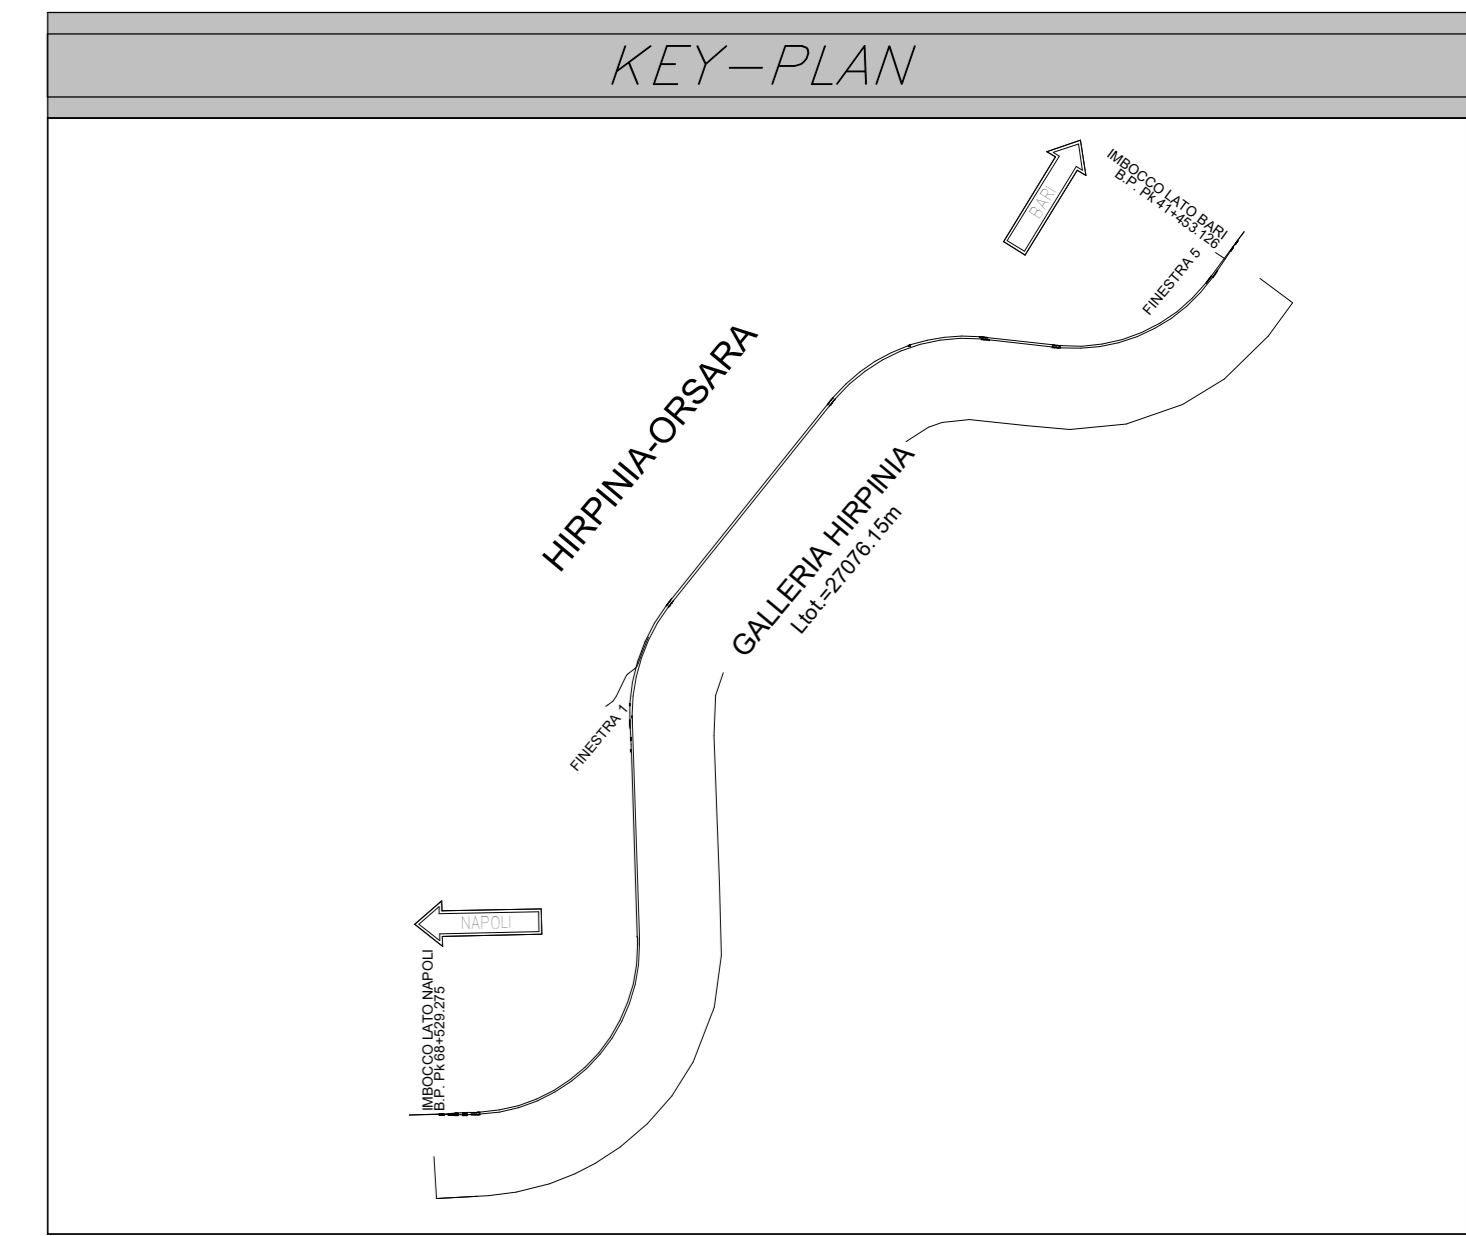 KEY-PLAN
BARI
IMBOCCO LATO BARI
B.P. Pk 41+453.126
FINESTRA 5
HIRPINIA-ORSARA
GALLERIA HIRPINIA
Ltot.=27076.15m
FINESTRA 1
NAPOLI
IMBOCCO LATO NAPOLI
B.P. Pk 68+529.275